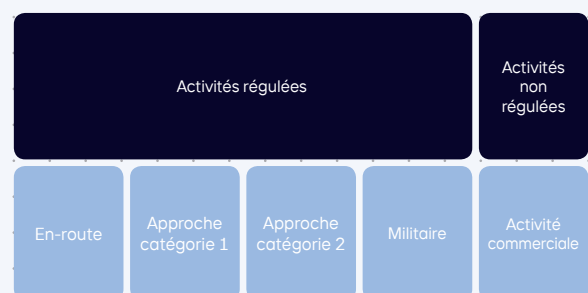 Activités régulées
Activités
non
régulées
En-route
Approche
catégorie 1
Approche
catégorie 2
Militaire
Activité
commerciale